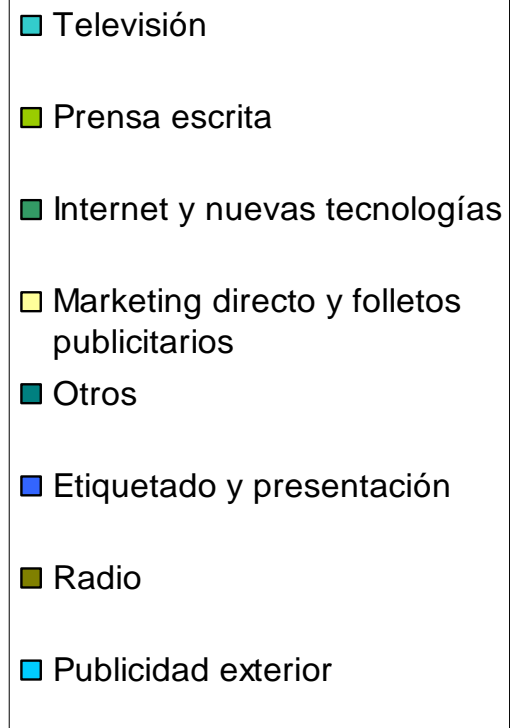 Televisión
Prensa escrita
Internet y nuevas tecnologías
Marketing directo y folletos
publicitarios
Otros
Etiquetado y presentación
Radio
Publicidad exterior